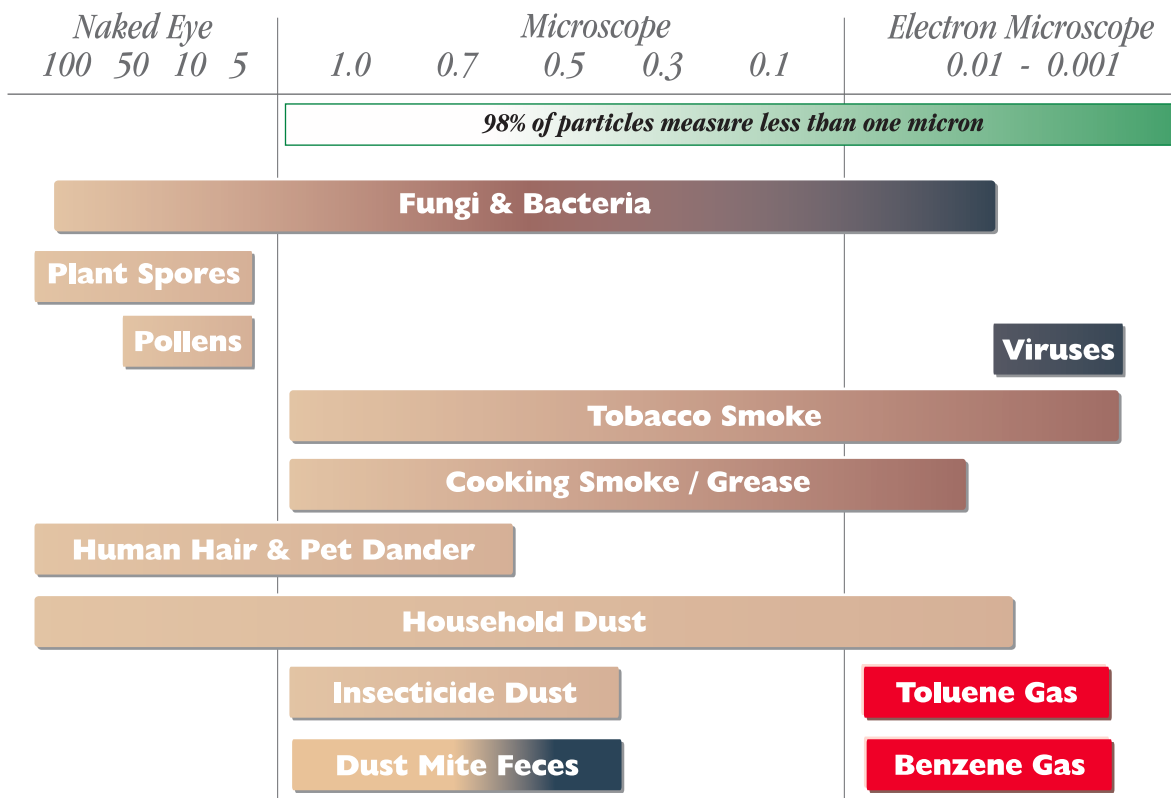 Naked Eye Microscope Electron Microscope
100 50 10 5 1.0 0.7 0.5 0.3 0.1 0.01 - 0.001
98% of particles measure less than one micron
Fungi & Bacteria
Plant Spores
Pollens
Viruses
Tobacco Smoke
Cooking Smoke / Grease
Human Hair & Pet Dander
Household Dust
Insecticide Dust
Toluene Gas
Dust Mite Feces
Benzene Gas